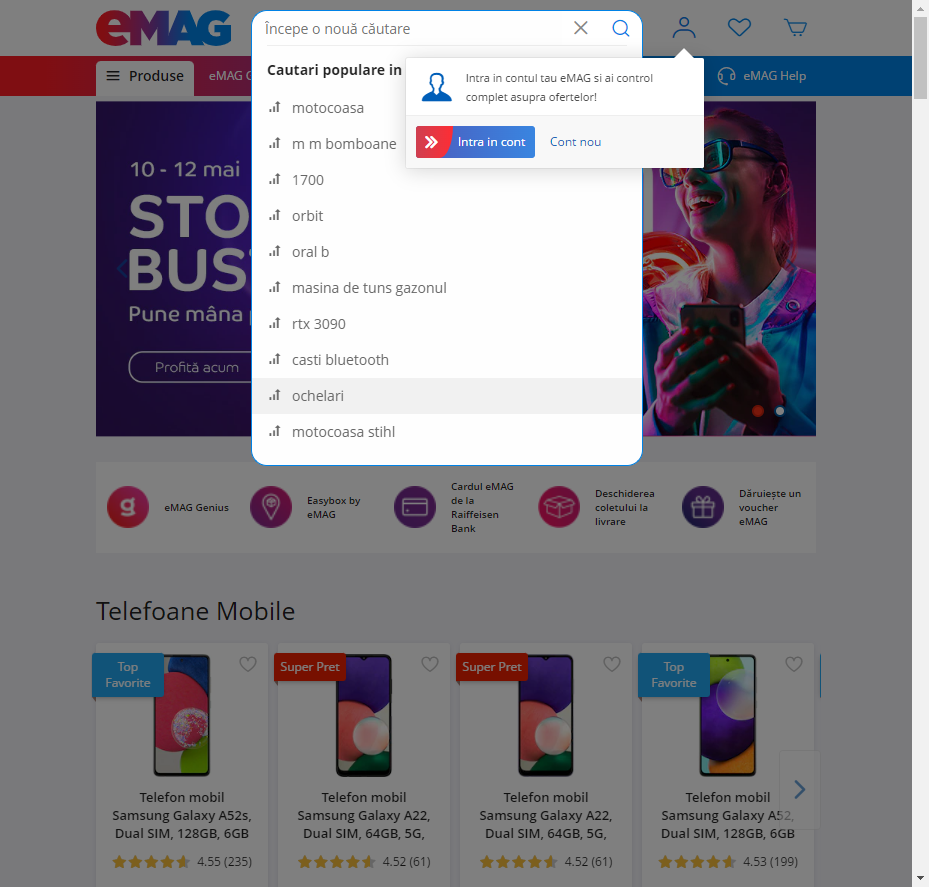 eMAG
Începe o nouă căutare
Produse
eMAG G
eMAG Help
Cautari populare in
motocoasa
m m bomboane
1700
orbit
oral b
masina de tuns gazonul
rtx 3090
casti bluetooth
ochelari
motocoasa stihl
Intra in contul tau eMAG si ai control
complet asupra ofertelor!
Intra in cont
Cont nou
10 - 12 mai
STO
BUS
Pune mâna p
Profită acum
g
eMAG Genius
Easybox by
eMAG
Cardul eMAG
de la
Raiffeisen
Bank
Deschiderea
coletului la
livrare
Dăruiește un
voucher
eMAG
Telefoane Mobile
Top
Favorite
Telefon mobil
Samsung Galaxy A52s,
Dual SIM, 128GB, 6GB
4.55 (235)
Super Pret
Telefon mobil
Samsung Galaxy A22,
Dual SIM, 64GB, 5G,
4.52 (61)
Super Pret
Telefon mobil
Samsung Galaxy A22,
Dual SIM, 64GB, 5G,
4.52 (61)
Top
Favorite
Telefon mobil
Samsung Galaxy A52,
Dual SIM, 128GB, 6GB
4.53 (199)